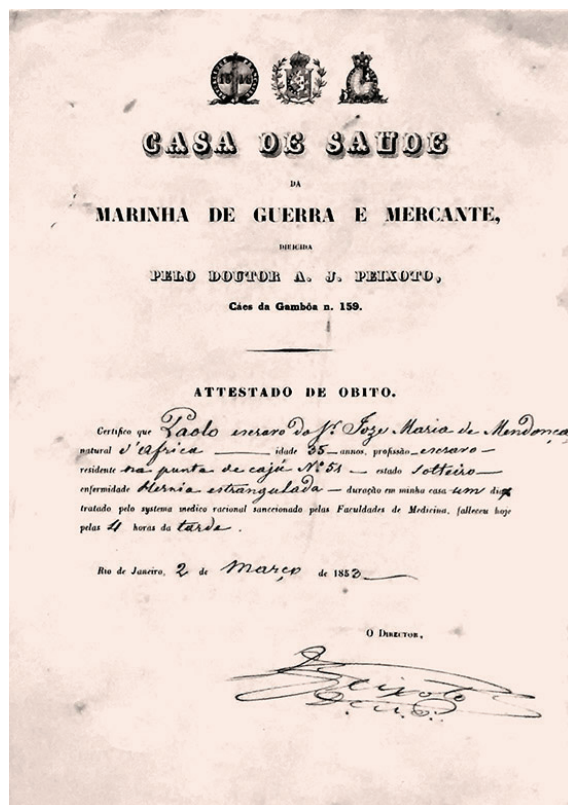 CASA DE SAUDE
DA
MARINHA DE GUERRA E MERCANTE,
DIRIGIDA
PELO DOUTOR A. J. PEIXOTO,
Cáes da Gambôa n. 159.
ATTESTADO DE OBITO.
Certifico que Paolo escravo do Sr. Joze Maria de Mendonça
natural d'Africa — idade 35 — annos, profissão — escravo —
residente na punta de cajú Nº 51 — estado solteiro —
enfermidade Hernia estrangulada — duração em minha casa um dia
tratado pelo systema medico racional sanccionado pelas Faculdades de Medicina, falleceu hoje
pelas 4 horas da tarde.
Rio de Janeiro, 2 de Março de 1853
O DIRECTOR,
Peixoto